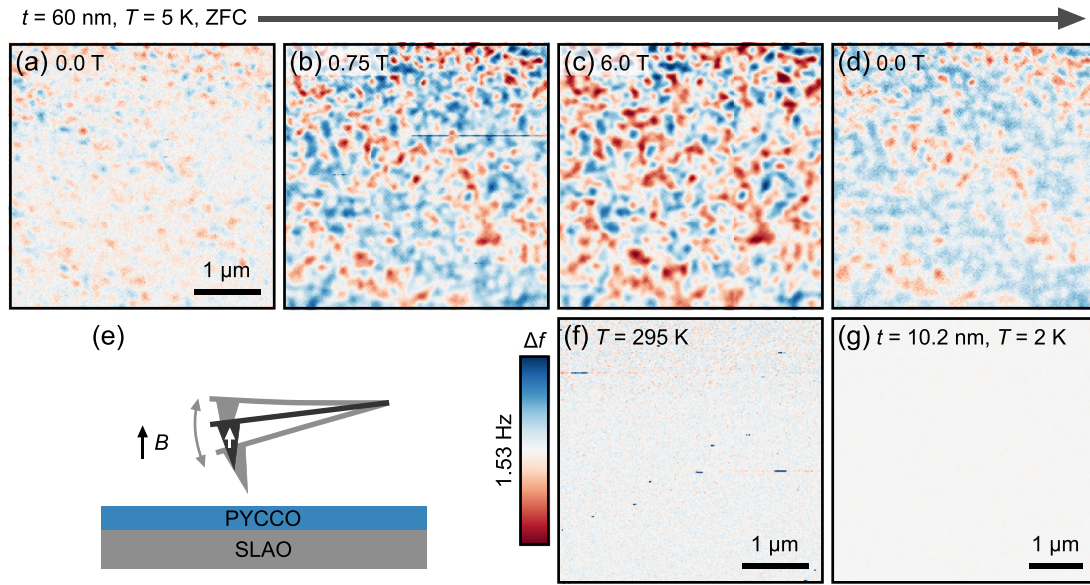 t = 60 nm, T = 5 K, ZFC
(a) 0.0 T
(b) 0.75 T
(c) 6.0 T
(d) 0.0 T
1 μm
(e)
B
PYCCO
SLAO
Δf
1.53 Hz
(f) T = 295 K
1 μm
(g) t = 10.2 nm, T = 2 K
1 μm